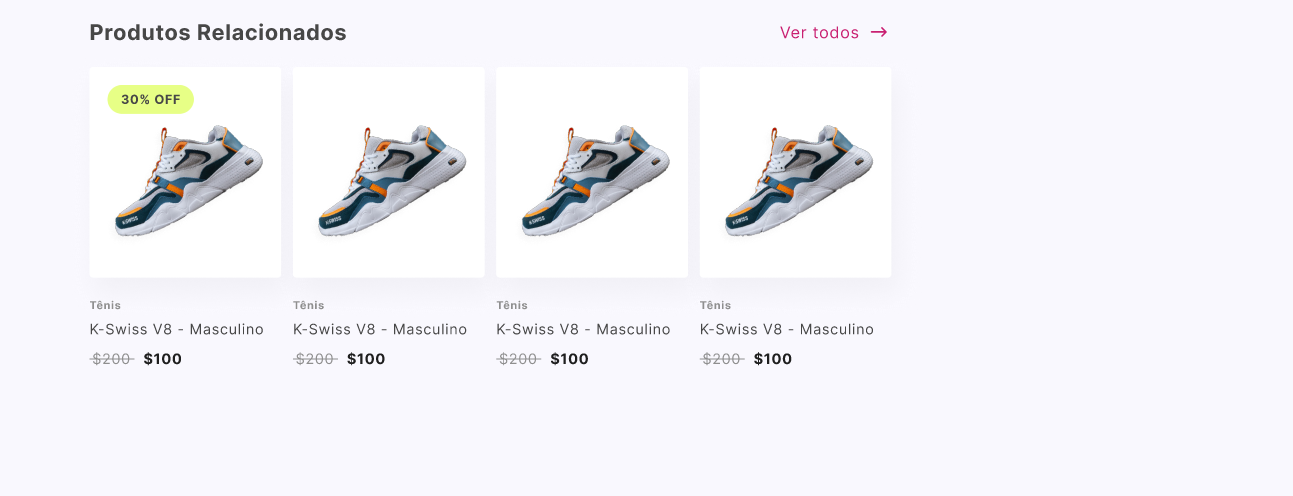 Produtos Relacionados
Ver todos →
30% OFF
K-SWISS
K-SWISS
K-SWISS
K-SWISS
Tênis
K-Swiss V8 - Masculino
$200 $100
Tênis
K-Swiss V8 - Masculino
$200 $100
Tênis
K-Swiss V8 - Masculino
$200 $100
Tênis
K-Swiss V8 - Masculino
$200 $100